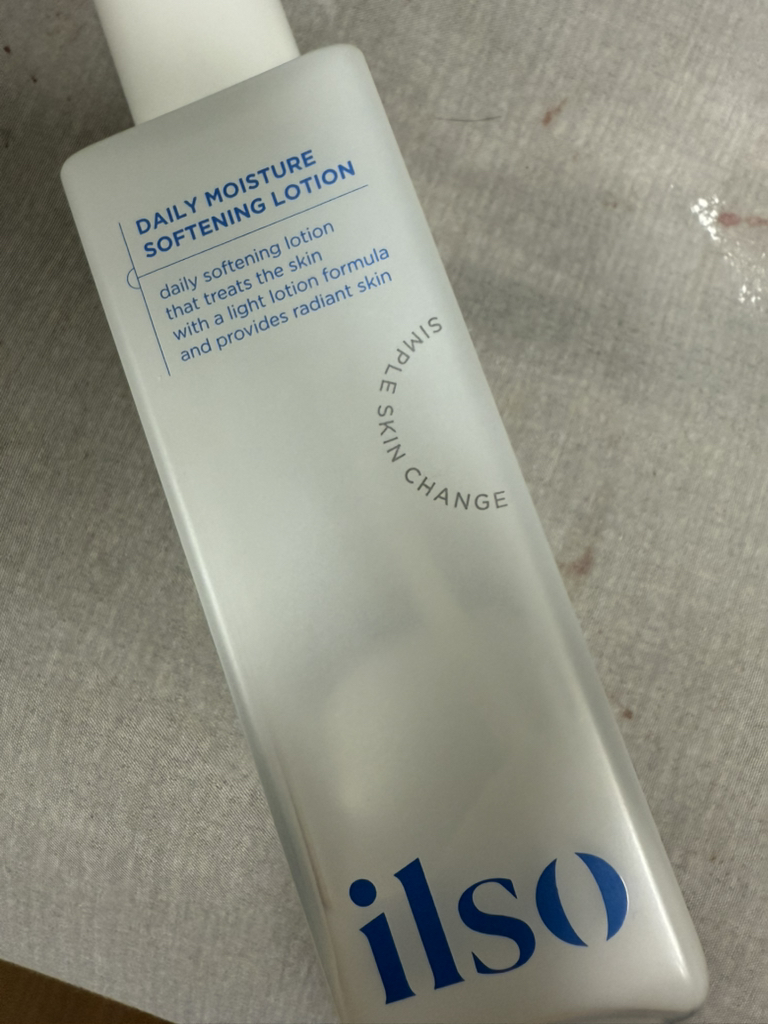 DAILY MOISTURE
SOFTENING LOTION
daily softening lotion
that treats the skin
with a light lotion formula
and provides radiant skin
SIMPLE SKIN CHANGE
ilso